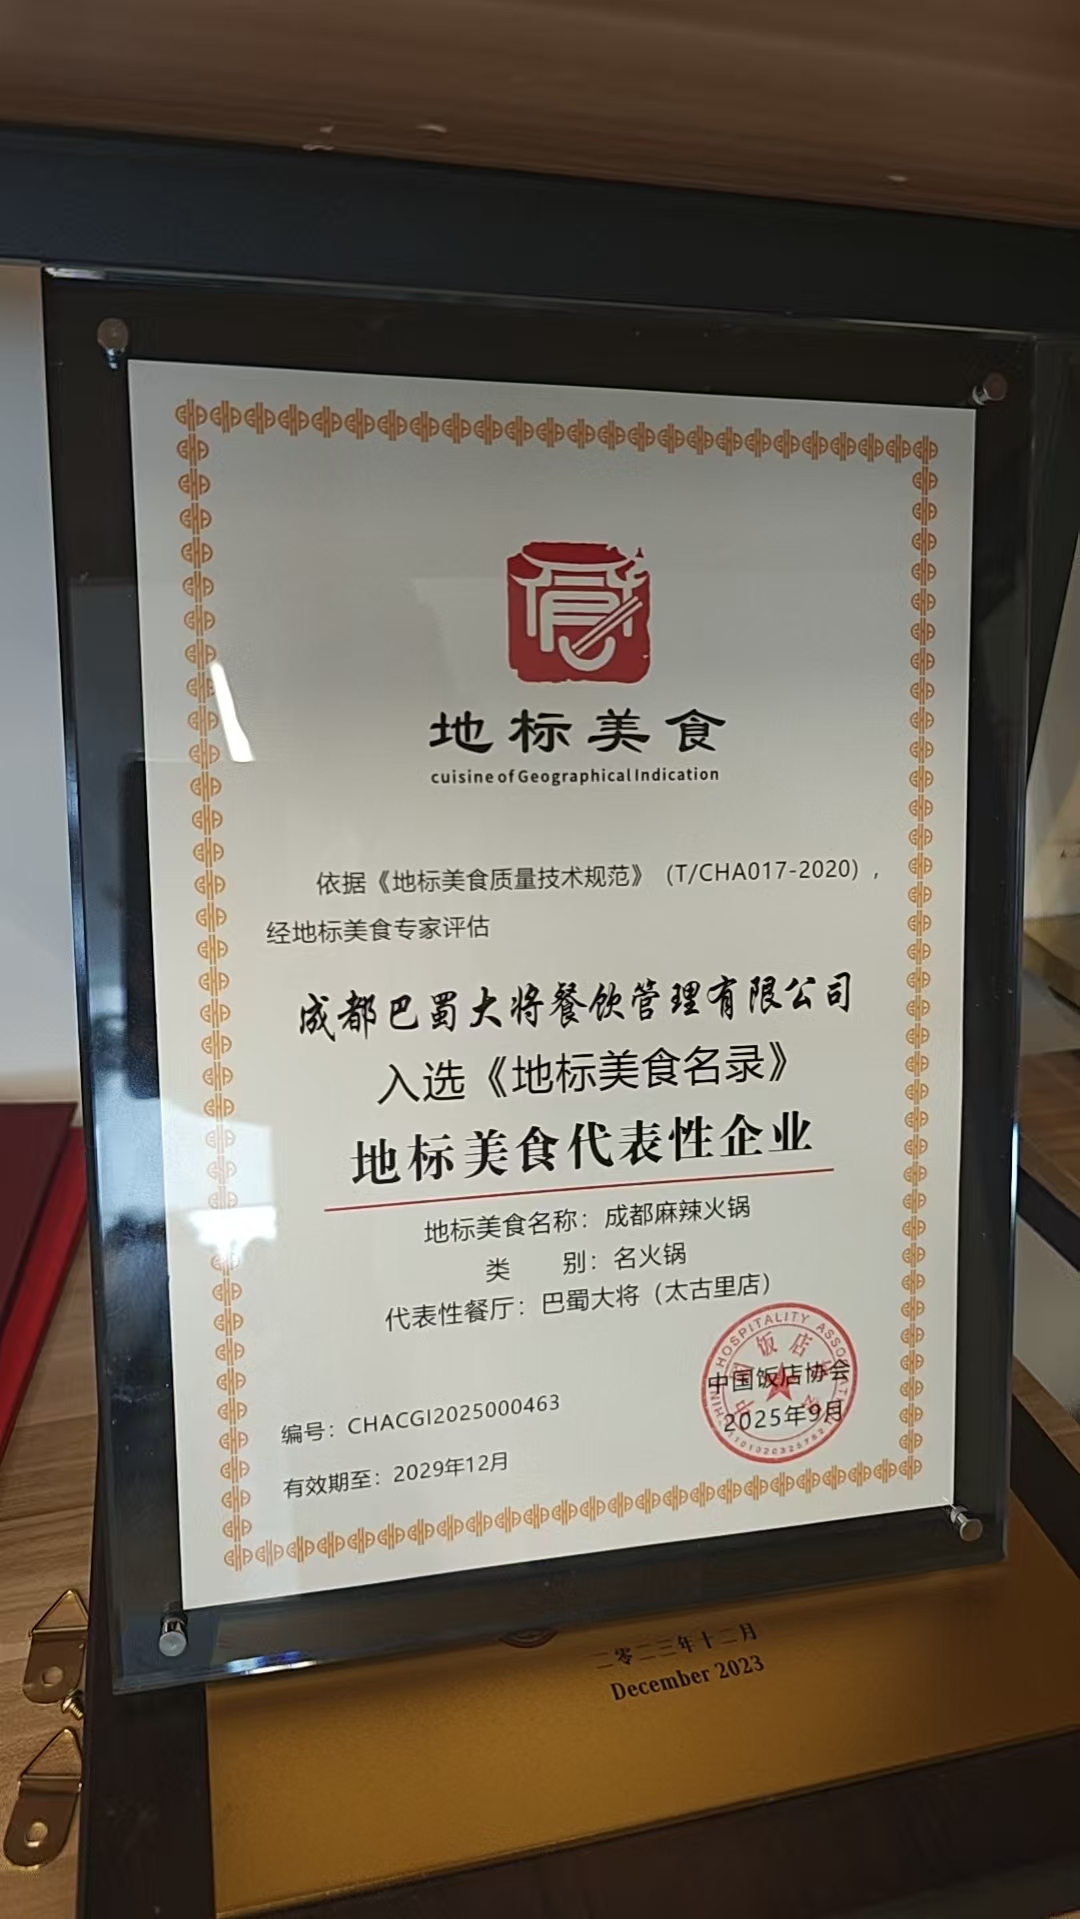 地标美食
cuisine of Geographical Indication
依据《地标美食质量技术规范》（T/CHA017-2020），
经地标美食专家评估
成都巴蜀大将餐饮管理有限公司
入选《地标美食名录》
地标美食代表性企业
地标美食名称：成都麻辣火锅
类 别：名火锅
代表性餐厅：巴蜀大将（太古里店）
中国饭店协会
2025年9月
编号：CHACGI2025000463
有效期至：2029年12月
二零二三年十二月
December 2023